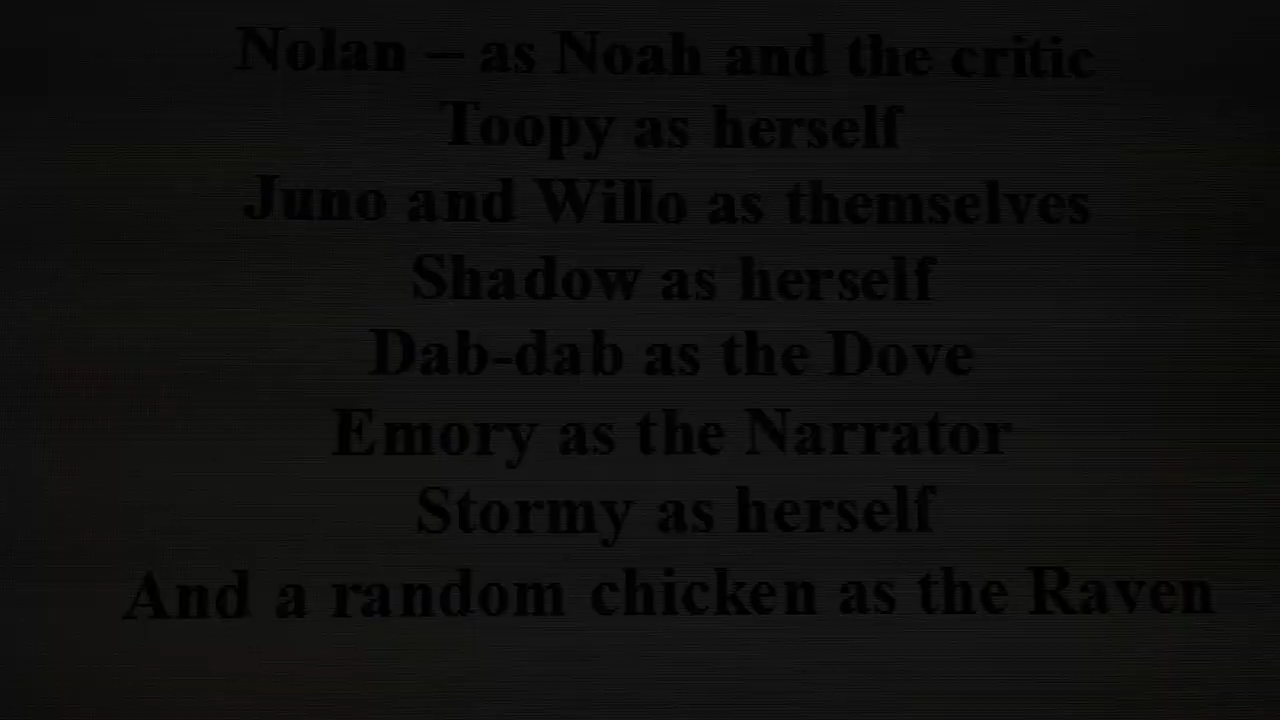 Nolan – as Noah and the critic
Toopy as herself
Juno and Willo as themselves
Shadow as herself
Dab-dab as the Dove
Emory as the Narrator
Stormy as herself
And a random chicken as the Raven